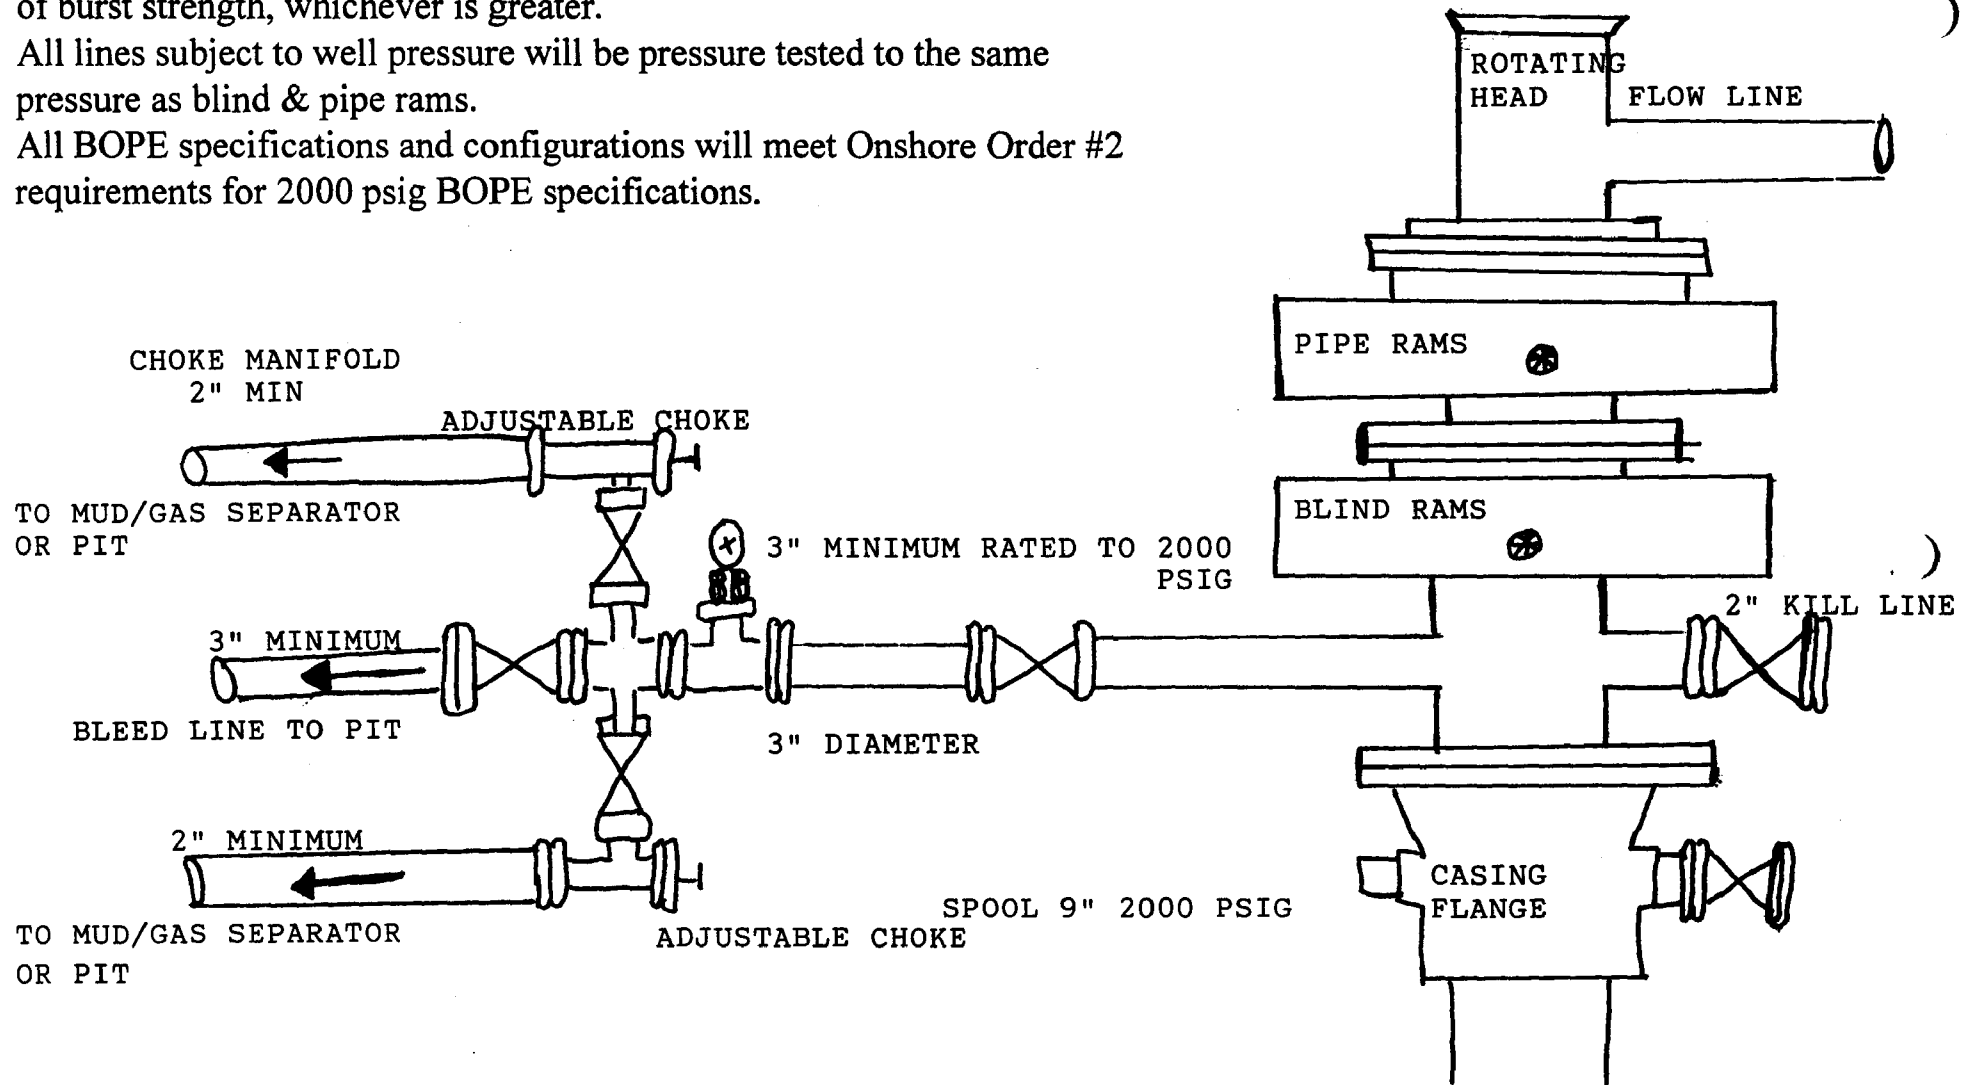 of burst strength, whichever is greater.
All lines subject to well pressure will be pressure tested to the same
pressure as blind & pipe rams.
All BOPE specifications and configurations will meet Onshore Order #2
requirements for 2000 psig BOPE specifications.
ROTATING
HEAD
FLOW LINE
PIPE RAMS
CHOKE MANIFOLD
2" MIN
ADJUSTABLE CHOKE
TO MUD/GAS SEPARATOR
OR PIT
BLIND RAMS
3" MINIMUM RATED TO 2000
PSIG
2" KILL LINE
3" MINIMUM
BLEED LINE TO PIT
3" DIAMETER
2" MINIMUM
CASING
FLANGE
SPOOL 9" 2000 PSIG
TO MUD/GAS SEPARATOR
OR PIT
ADJUSTABLE CHOKE